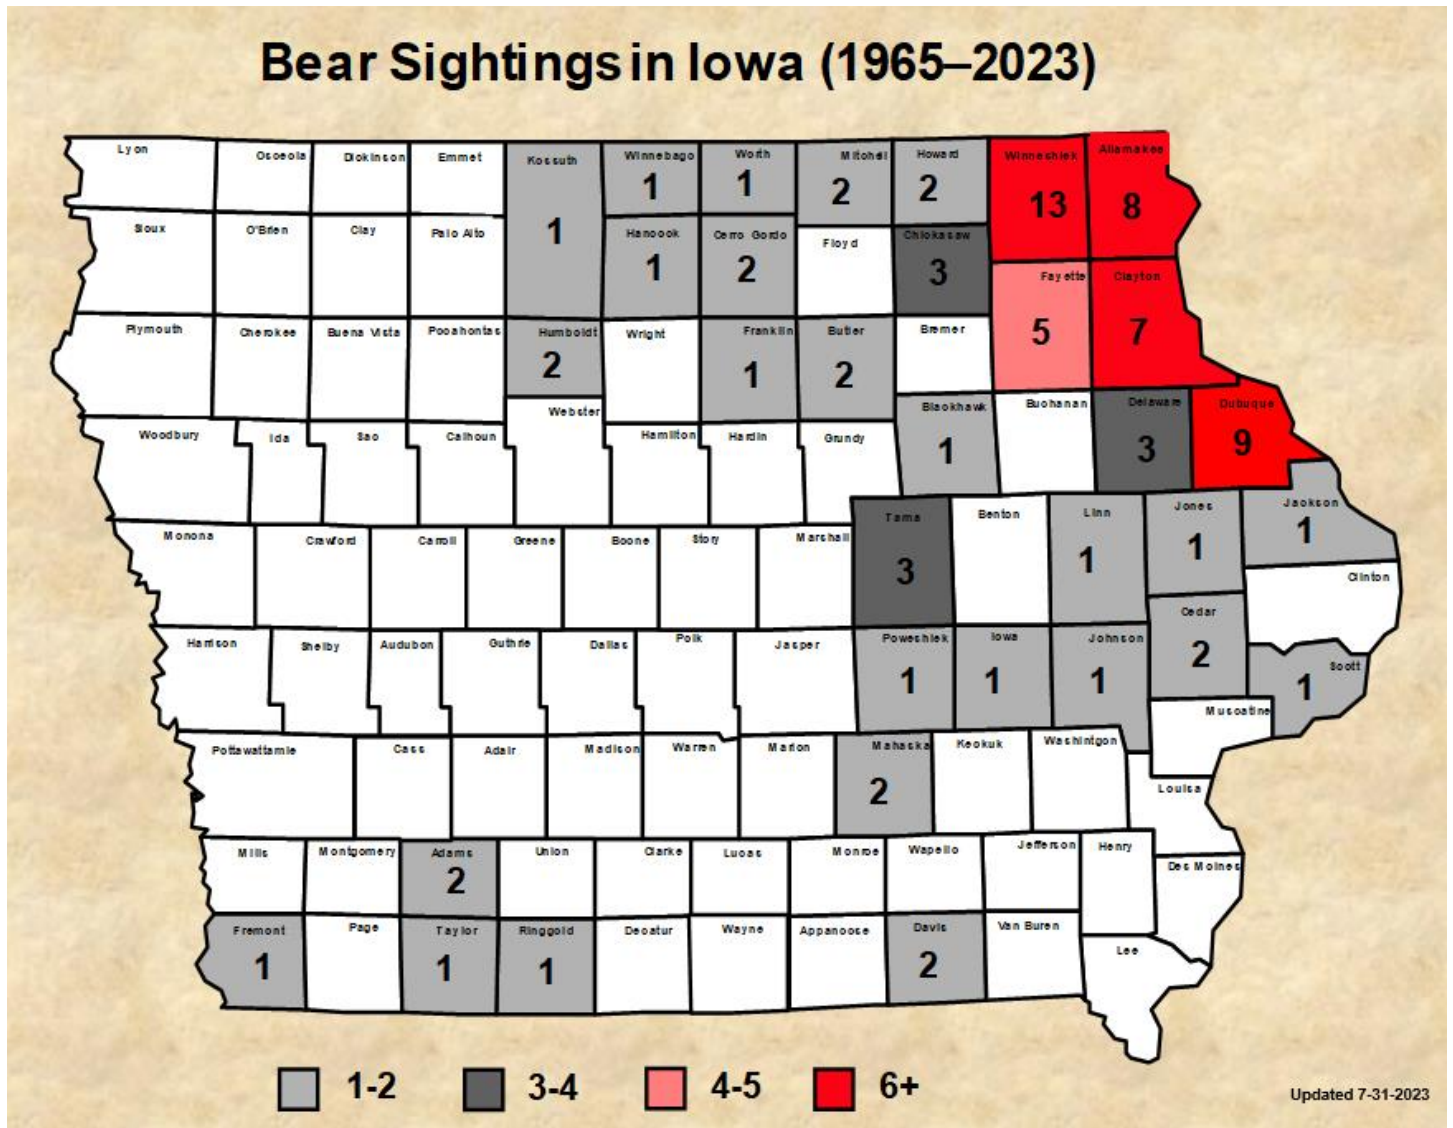 Bear Sightings in Iowa (1965–2023)
Lyon
Osceola
Dickinson
Emmet
Kossuth
1
Winnebago
1
Worth
1
Mitchell
2
Howard
2
Winneshiek
13
Allamakee
8
Sioux
O'Brien
Clay
Palo Alto
Hancock
1
Cerro Gordo
2
Floyd
Chickasaw
3
Fayette
5
Clayton
7
Plymouth
Cherokee
Buena Vista
Pocahontas
Humboldt
2
Wright
Franklin
1
Butler
2
Bremer
Woodbury
Ida
Sac
Calhoun
Webster
Hamilton
Hardin
Grundy
Blackhawk
1
Buchanan
Delaware
3
Dubuque
9
Monona
Crawford
Carroll
Greene
Boone
Story
Marshall
Tama
3
Benton
Linn
1
Jones
1
Jackson
1
Clinton
Harrison
Shelby
Audubon
Guthrie
Dallas
Polk
Jasper
Poweshiek
1
Iowa
1
Johnson
1
Cedar
2
Scott
1
Muscatine
Pottawattamie
Cass
Adair
Madison
Warren
Marion
Mahaska
2
Keokuk
Washintgon
Louisa
Mills
Montgomery
Adams
2
Union
Clarke
Lucas
Monroe
Wapello
Jefferson
Henry
Des Moines
Fremont
1
Page
Taylor
1
Ringgold
1
Decatur
Wayne
Appanoose
Davis
2
Van Buren
Lee
1-2
3-4
4-5
6+
Updated 7-31-2023